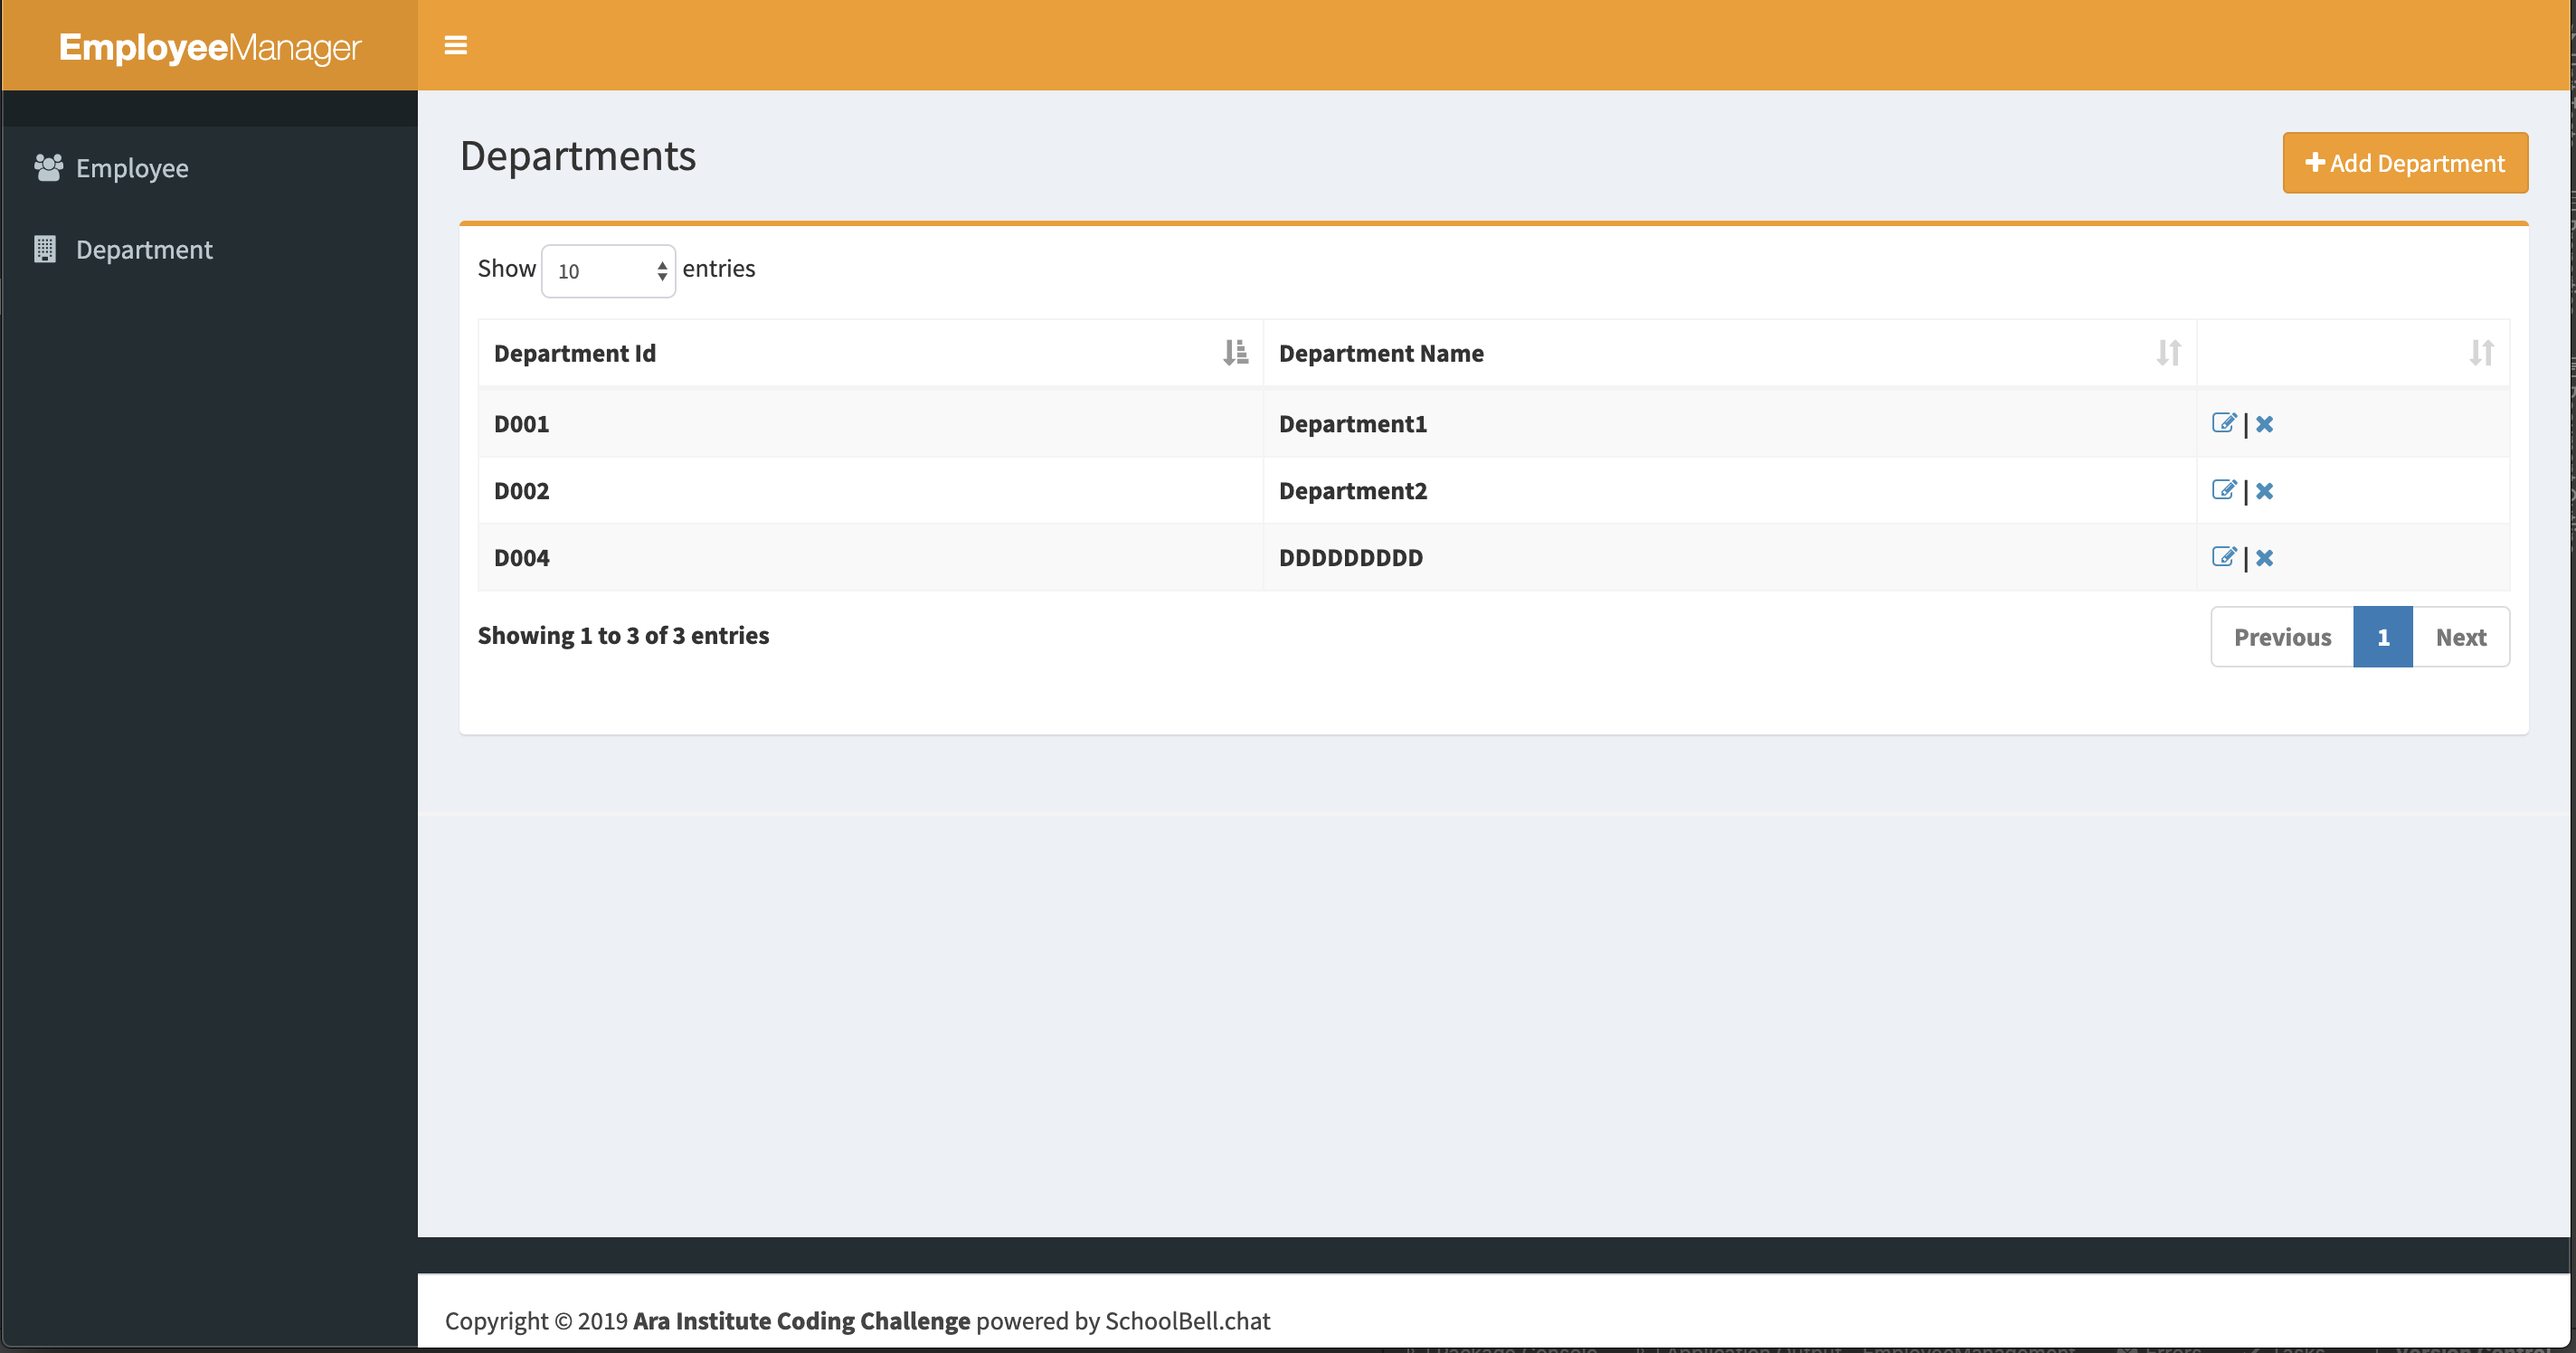 EmployeeManager
Employee
Department
Departments
Add Department
Show 10 entries
Department Id Department Name
D001 Department1
D002 Department2
D004 DDDDDDDDD
Showing 1 to 3 of 3 entries
Previous 1 Next
Copyright © 2019 Ara Institute Coding Challenge powered by SchoolBell.chat